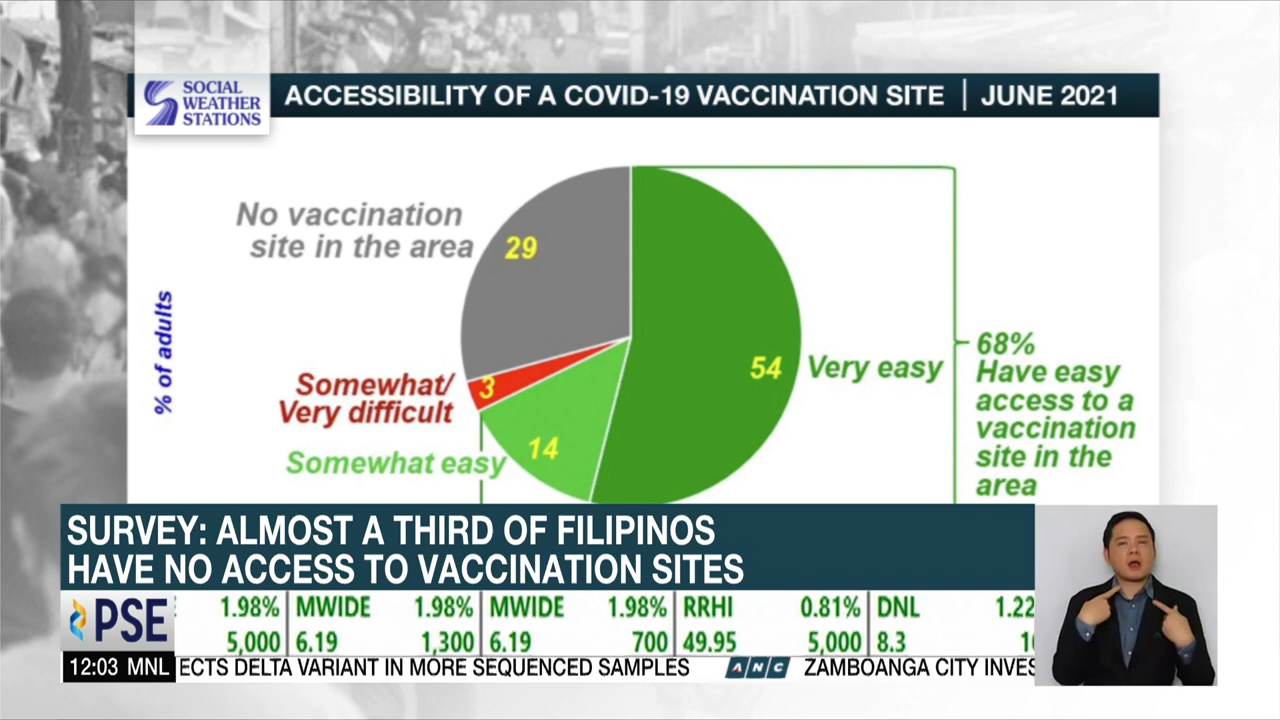 SOCIAL
WEATHER
STATIONS
ACCESSIBILITY OF A COVID-19 VACCINATION SITE | JUNE 2021
No vaccination
site in the area
29
% of adults
Somewhat/
Very difficult
3
54
Very easy
Somewhat easy
14
68%
Have easy
access to a
vaccination
site in the
area
SURVEY: ALMOST A THIRD OF FILIPINOS
HAVE NO ACCESS TO VACCINATION SITES
PSE
1.98% MWIDE 1.98% MWIDE 1.98% RRHI 0.81% DNL 1.22
5,000 6.19 1,300 6.19 700 49.95 5,000 8.3
12:03 MNL ECTS DELTA VARIANT IN MORE SEQUENCED SAMPLES ANC ZAMBOANGA CITY INVES